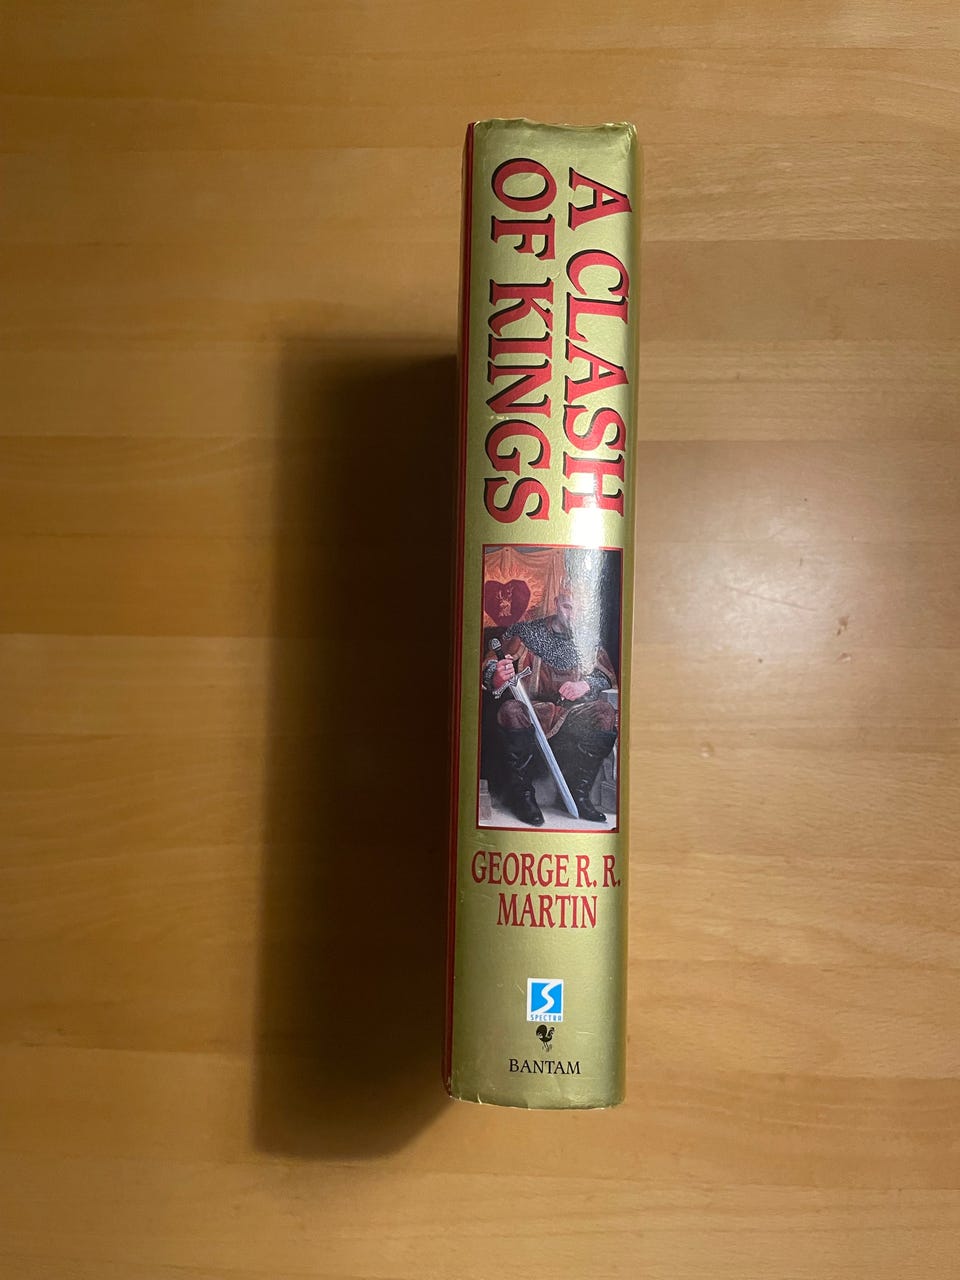 A CLASH
OF KINGS
GEORGE R. R.
MARTIN
SPECTRA
BANTAM